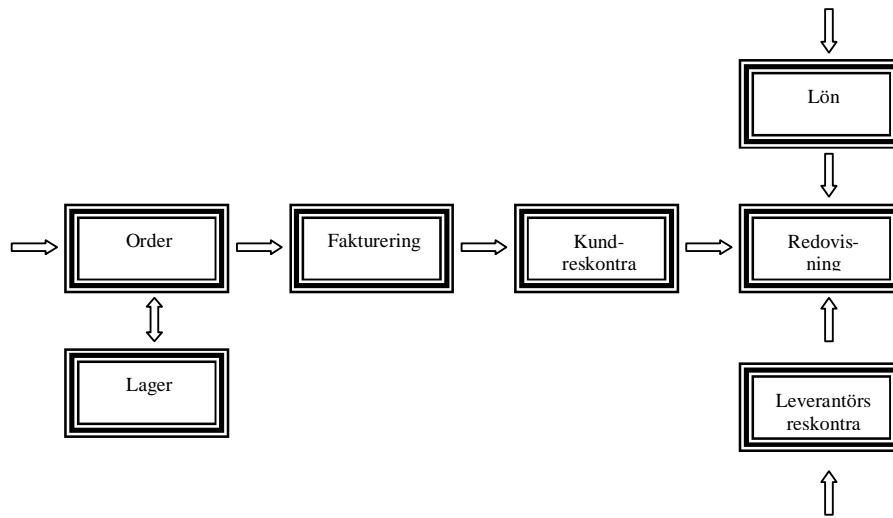 Lön
Order
Fakturering
Kund-
reskontra
Redovis-
ning
Lager
Leverantörs
reskontra